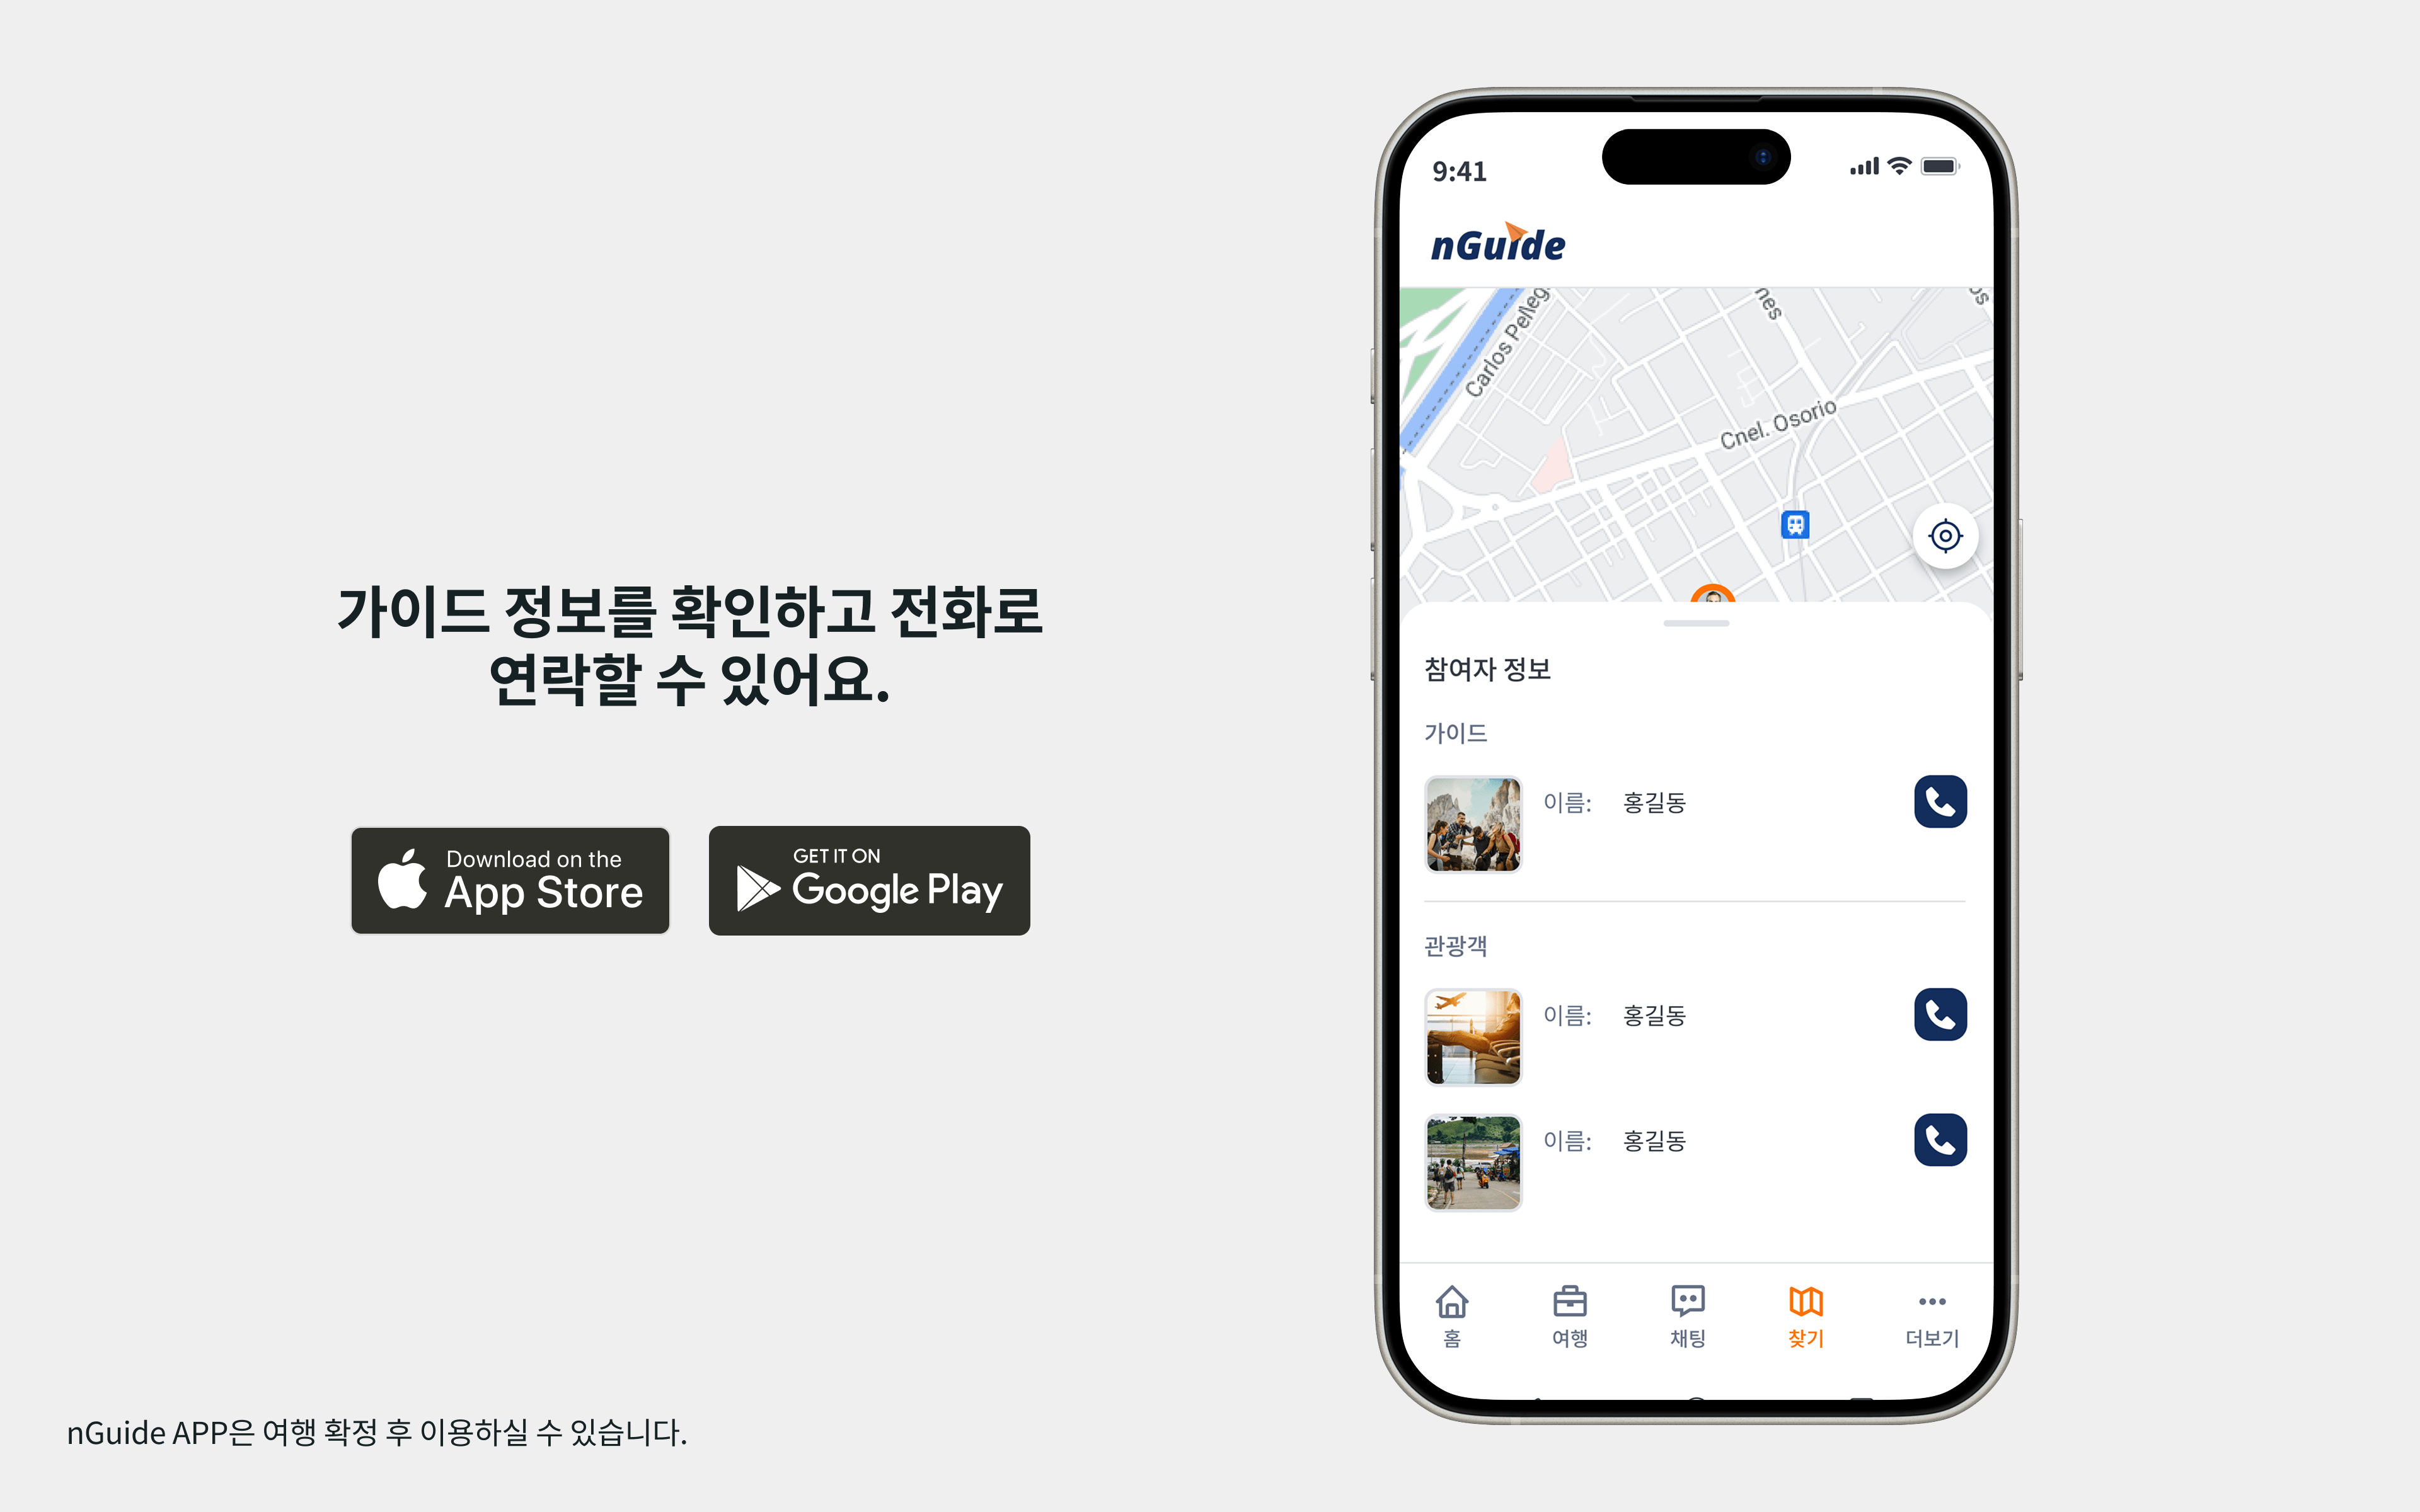 가이드 정보를 확인하고 전화로
연락할 수 있어요.
Download on the
App Store
GET IT ON
Google Play
nGuide APP은 여행 확정 후 이용하실 수 있습니다.
9:41
nGuide
Carlos Pelleg
nes
os
Cnel. Osorio
참여자 정보
가이드
이름: 홍길동
관광객
이름: 홍길동
이름: 홍길동
홈
여행
채팅
찾기
더보기